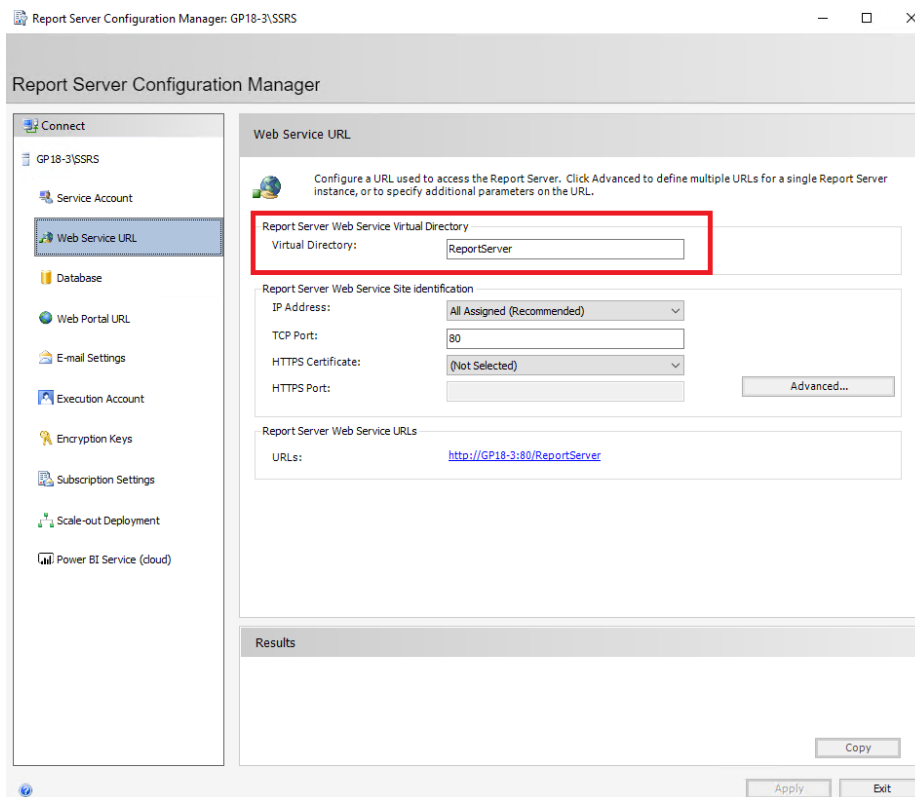 Report Server Configuration Manager: GP18-3\SSRS
Report Server Configuration Manager
Connect
GP18-3\SSRS
Service Account
Web Service URL
Database
Web Portal URL
E-mail Settings
Execution Account
Encryption Keys
Subscription Settings
Scale-out Deployment
Power BI Service (cloud)
Web Service URL
Configure a URL used to access the Report Server. Click Advanced to define multiple URLs for a single Report Server
instance, or to specify additional parameters on the URL.
Report Server Web Service Virtual Directory
Virtual Directory: ReportServer
Report Server Web Service Site identification
IP Address: All Assigned (Recommended)
TCP Port: 80
HTTPS Certificate: (Not Selected)
HTTPS Port:
Advanced...
Report Server Web Service URLs
URLs: http://GP18-3:80/ReportServer
Results
Copy
Apply Exit